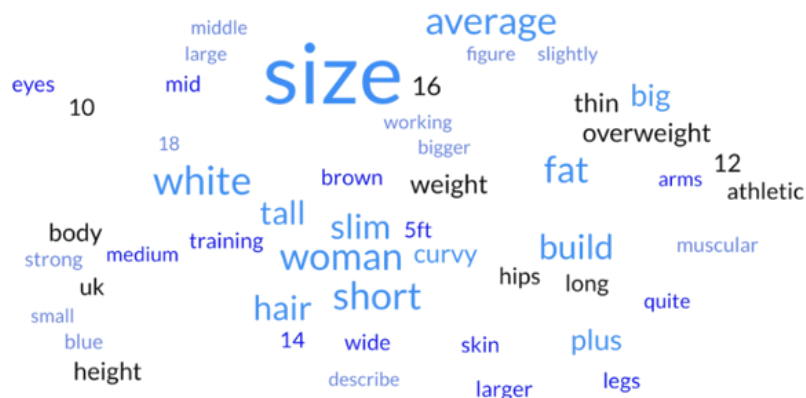 middle
average
large
figure
slightly
size
eyes
mid
16
big
10
thin
working
overweight
18
bigger
12
white
brown
weight
fat
arms
athletic
tall
slim
5ft
body
medium
training
build
muscular
strong
woman
curvy
uk
hips
long
hair
short
quite
small
blue
14
wide
skin
plus
height
describe
larger
legs